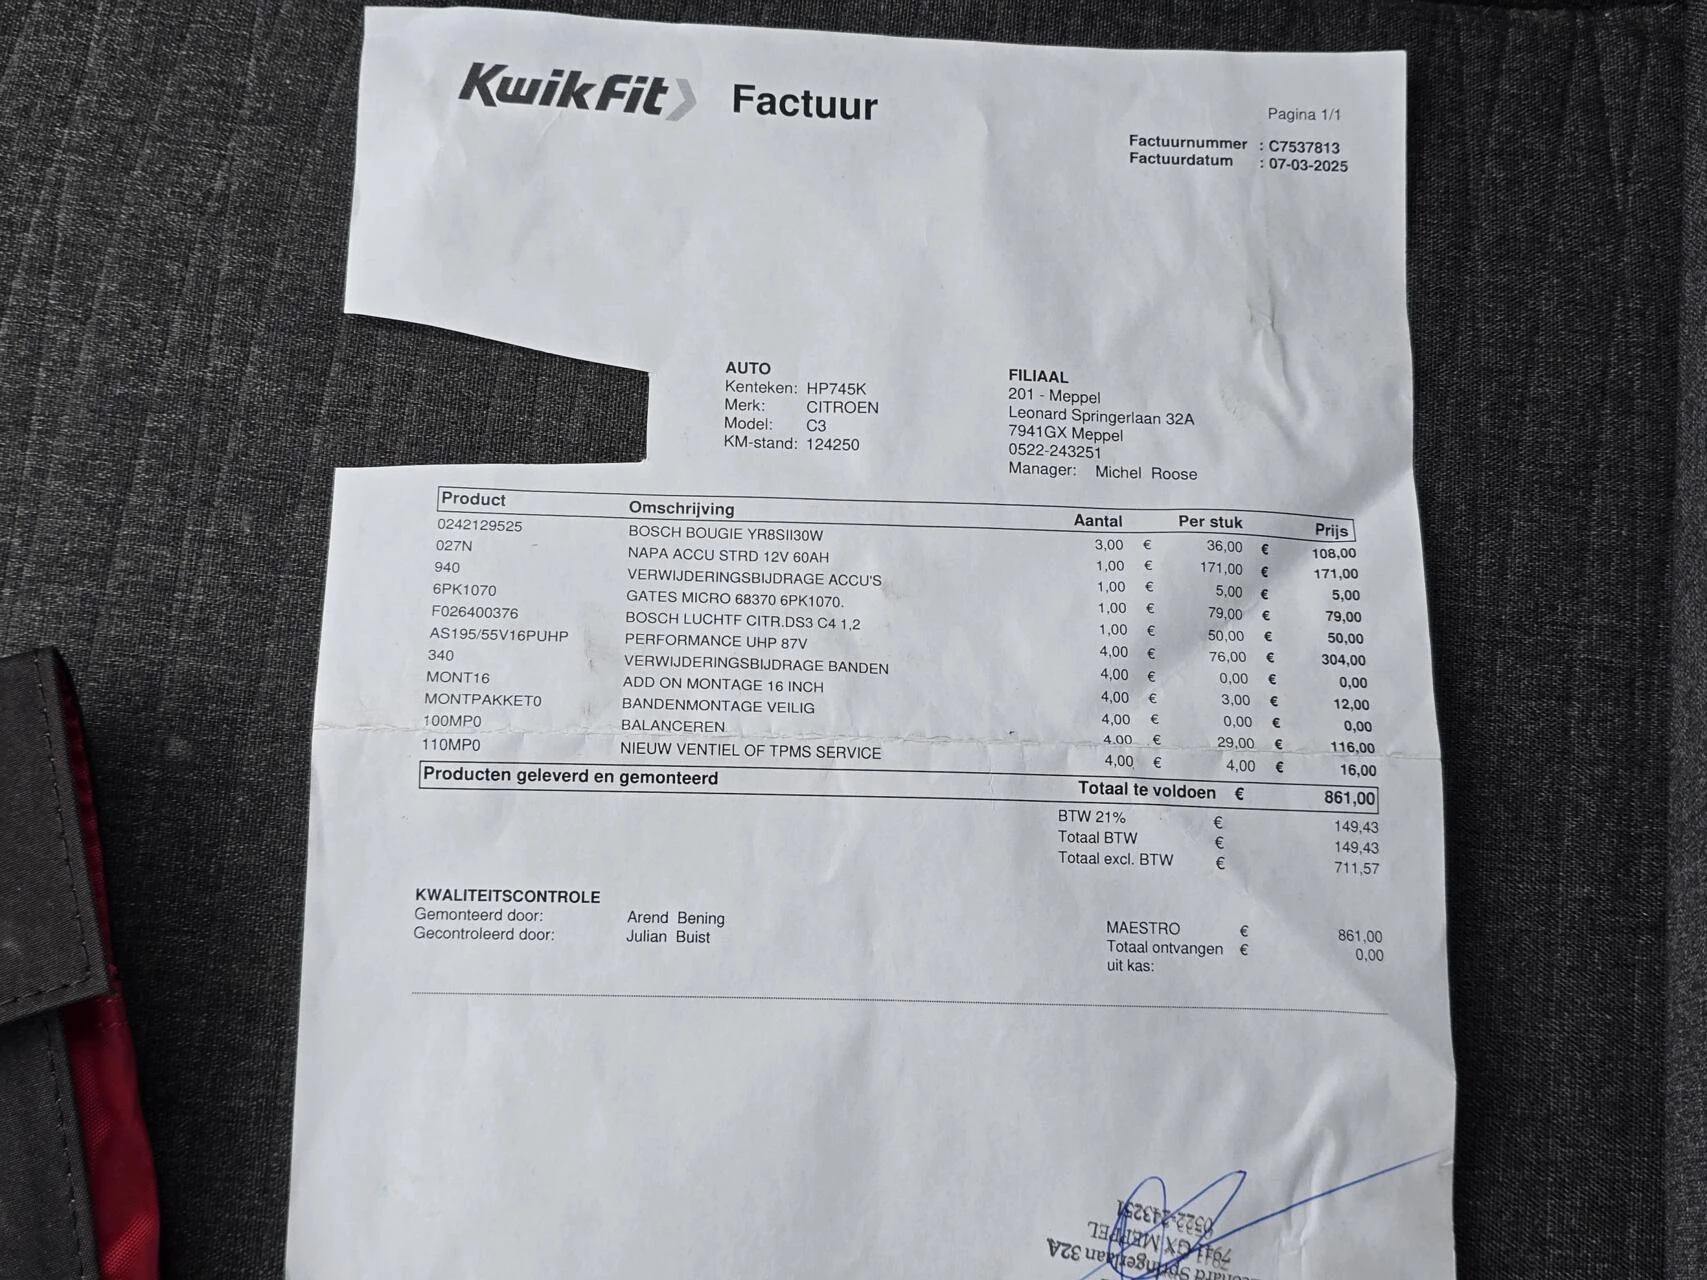 KwikFit Factuur
Pagina 1/1
Factuurnummer : C7537813
Factuurdatum : 07-03-2025
AUTO
Kenteken: HP745K
Merk: CITROEN
Model: C3
KM-stand: 124250
FILIAAL
201 - Meppel
Leonard Springerlaan 32A
7941GX Meppel
0522-243251
Manager: Michel Roose
Product Omschrijving Aantal Per stuk Prijs
0242129525 BOSCH BOUGIE YR8SII30W 3,00 € 36,00 € 108,00
027N NAPA ACCU STRD 12V 60AH 1,00 € 171,00 € 171,00
940 VERWIJDERINGSBIJDRAGE ACCU'S 1,00 € 5,00 € 5,00
6PK1070 GATES MICRO 68370 6PK1070. 1,00 € 79,00 € 79,00
F026400376 BOSCH LUCHTF CITR.DS3 C4 1,2 1,00 € 50,00 € 50,00
AS195/55V16PUHP PERFORMANCE UHP 87V 4,00 € 76,00 € 304,00
340 VERWIJDERINGSBIJDRAGE BANDEN 4,00 € 0,00 € 0,00
MONT16 ADD ON MONTAGE 16 INCH 4,00 € 3,00 € 12,00
MONTPAKKET0 BANDENMONTAGE VEILIG 4,00 € 0,00 € 0,00
100MP0 BALANCEREN 4,00 € 29,00 € 116,00
110MP0 NIEUW VENTIEL OF TPMS SERVICE 4,00 € 4,00 € 16,00
Producten geleverd en gemonteerd Totaal te voldoen € 861,00
BTW 21% € 149,43
Totaal BTW € 149,43
Totaal excl. BTW € 711,57
KWALITEITSCONTROLE
Gemonteerd door: Arend Bening
Gecontroleerd door: Julian Buist
MAESTRO € 861,00
Totaal ontvangen € 0,00
uit kas:
0522-243251
7941 GX MEPPEL
32A